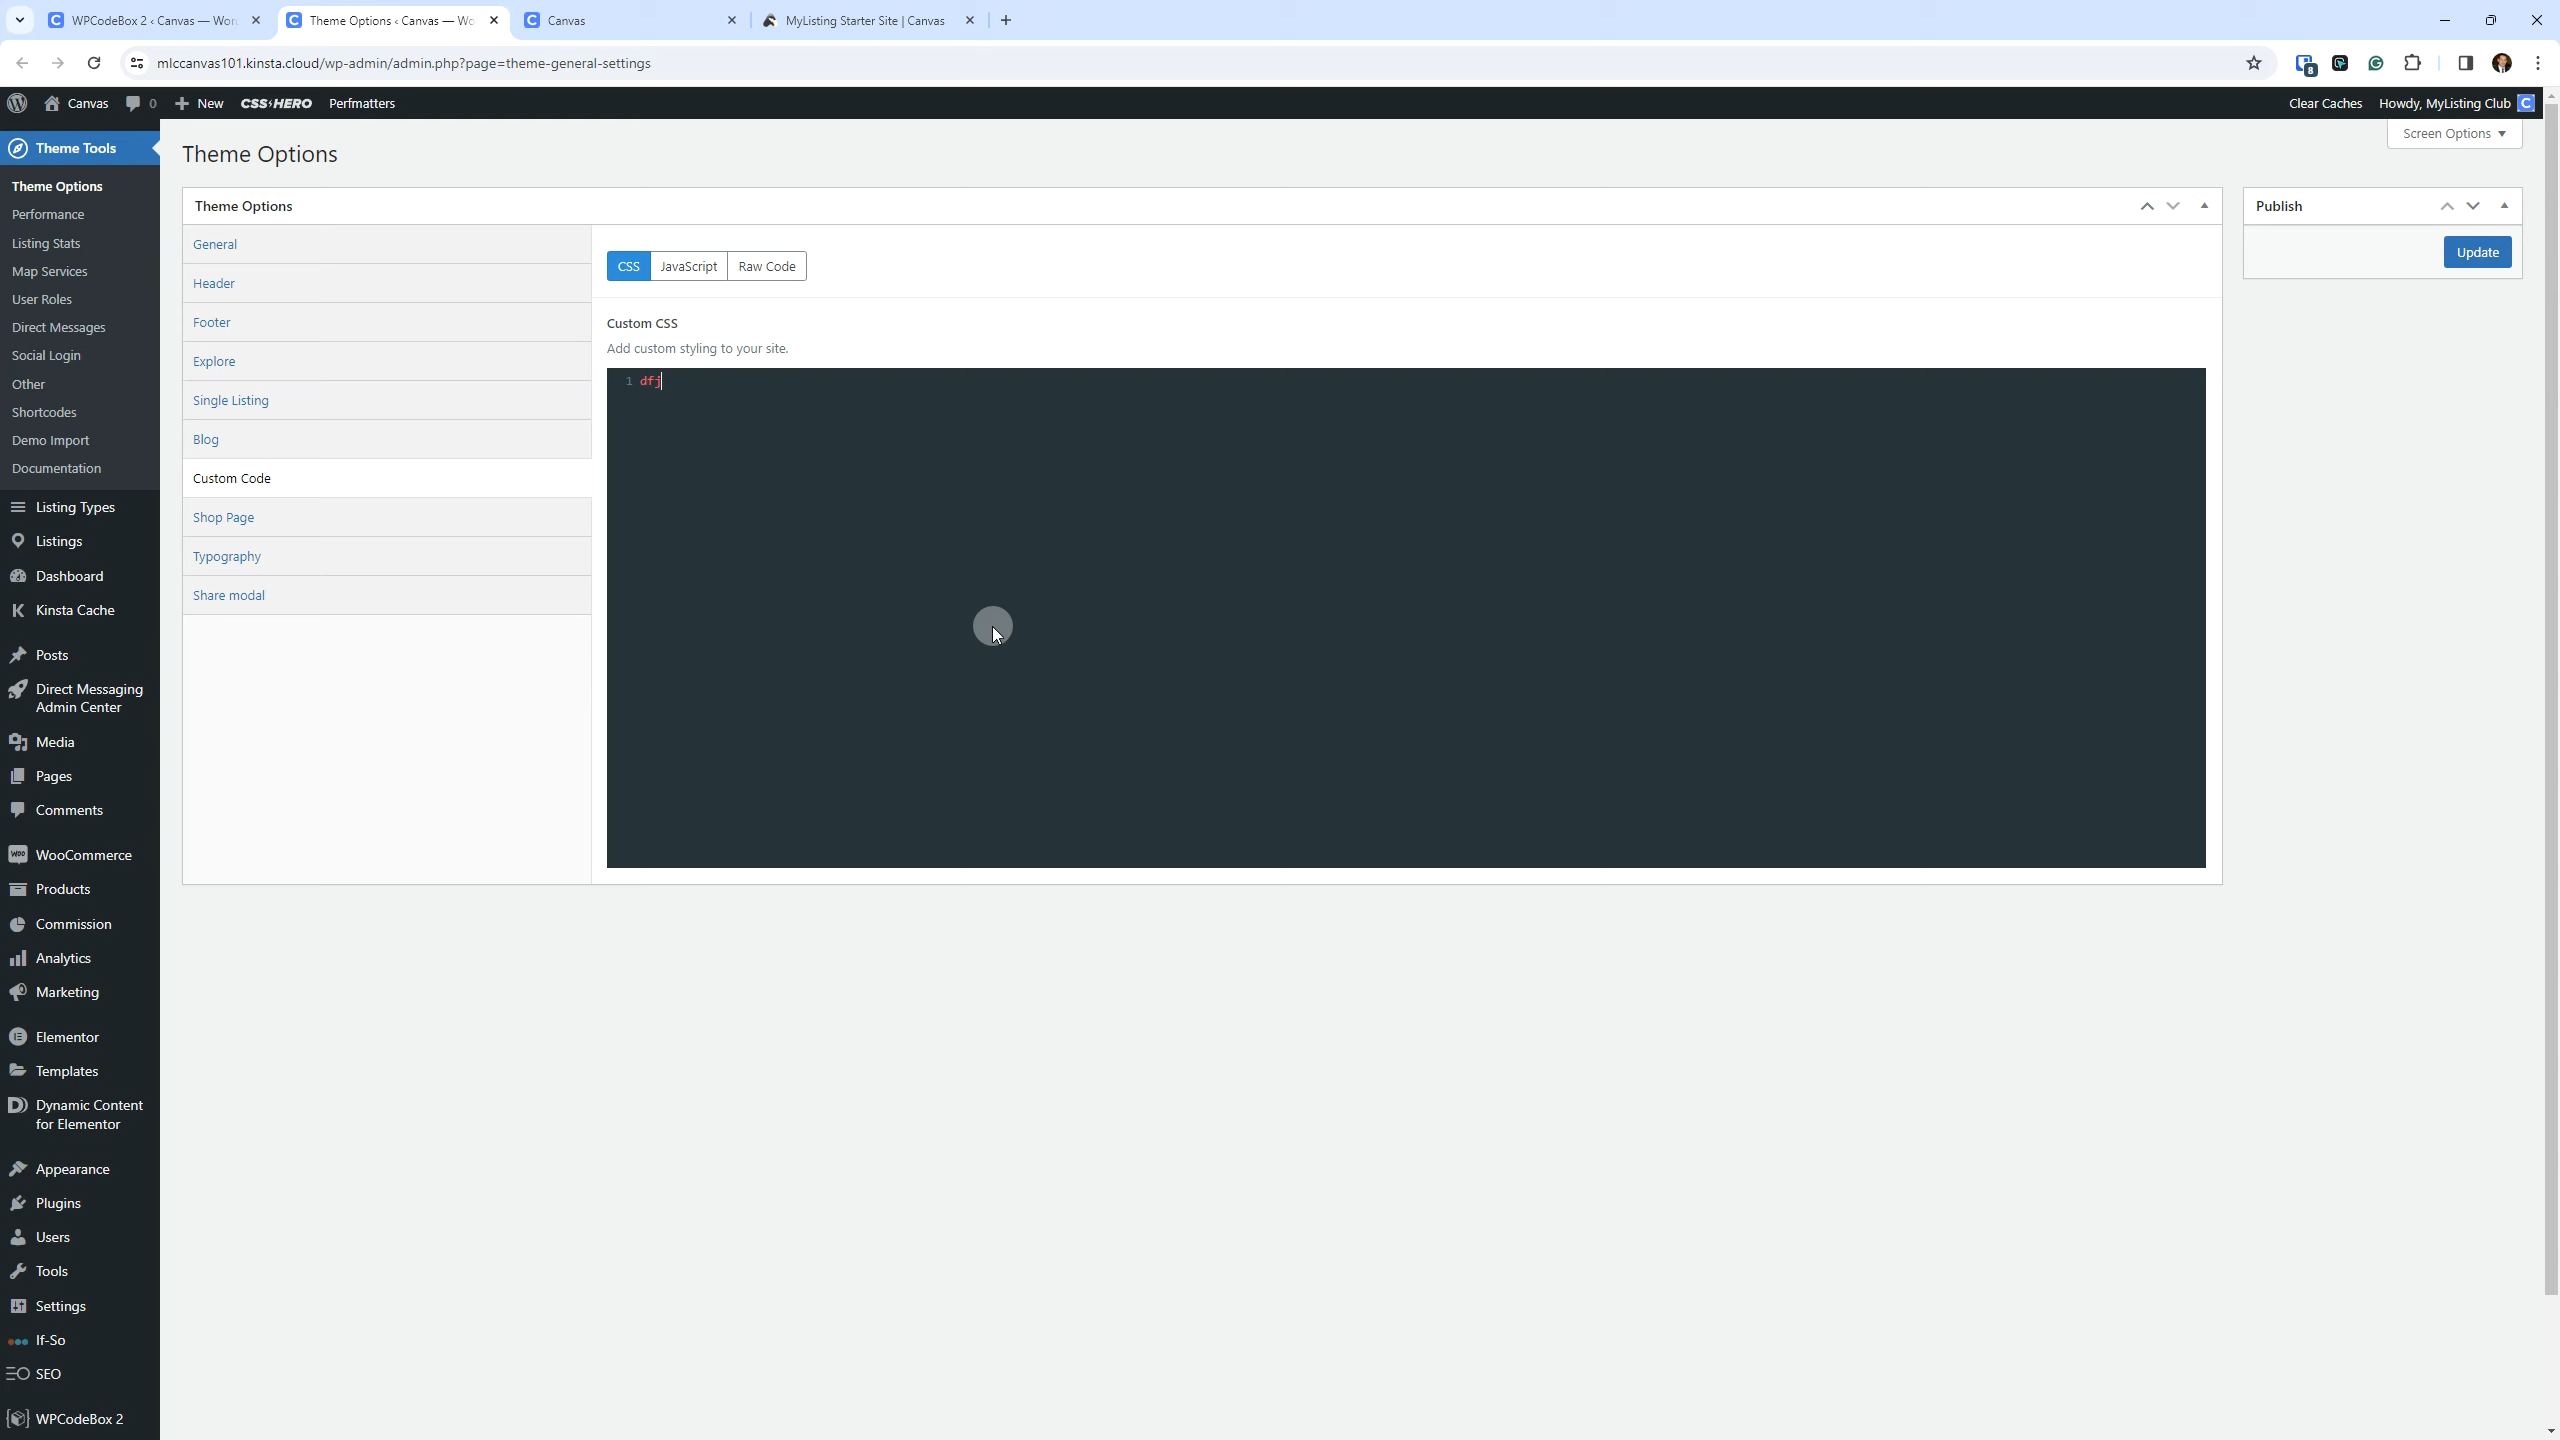 WPCodeBox 2 ‹ Canvas — Wor
Theme Options ‹ Canvas — Wo
Canvas
MyListing Starter Site | Canvas
mlccanvas101.kinsta.cloud/wp-admin/admin.php?page=theme-general-settings
8
Canvas
0
New
CSS HERO
Perfmatters
Clear Caches
Howdy, MyListing Club
Screen Options
Theme Tools
Theme Options
Performance
Listing Stats
Map Services
User Roles
Direct Messages
Social Login
Other
Shortcodes
Demo Import
Documentation
Listing Types
Listings
Dashboard
Kinsta Cache
Posts
Direct Messaging
Admin Center
Media
Pages
Comments
WooCommerce
Products
Commission
Analytics
Marketing
Elementor
Templates
Dynamic Content
for Elementor
Appearance
Plugins
Users
Tools
Settings
If-So
SEO
WPCodeBox 2
Theme Options
Theme Options
General
Header
Footer
Explore
Single Listing
Blog
Custom Code
Shop Page
Typography
Share modal
CSS
JavaScript
Raw Code
Custom CSS
Add custom styling to your site.
1 dfj
Publish
Update